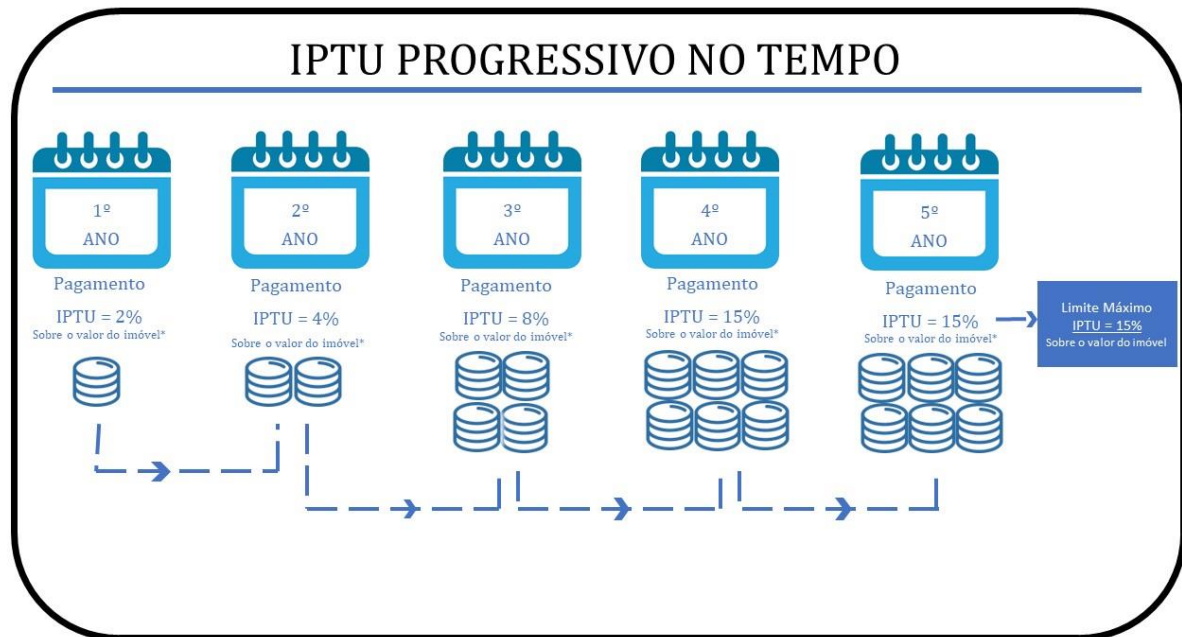 IPTU PROGRESSIVO NO TEMPO
1º
ANO
Pagamento
IPTU = 2%
Sobre o valor do imóvel*
2º
ANO
Pagamento
IPTU = 4%
Sobre o valor do imóvel*
3º
ANO
Pagamento
IPTU = 8%
Sobre o valor do imóvel*
4º
ANO
Pagamento
IPTU = 15%
Sobre o valor do imóvel*
5º
ANO
Pagamento
IPTU = 15%
Sobre o valor do imóvel*
Limite Máximo
IPTU = 15%
Sobre o valor do imóvel